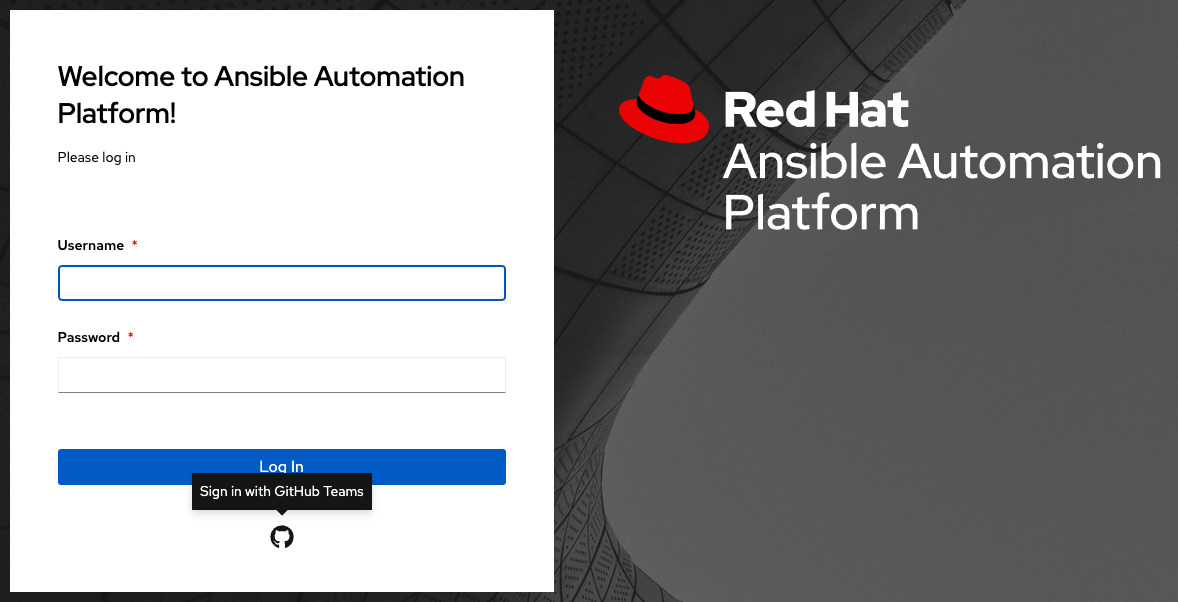 Welcome to Ansible Automation
Platform!
Please log in
Username *
Password *
Log In
Sign in with GitHub Teams
Red Hat
Ansible Automation
Platform